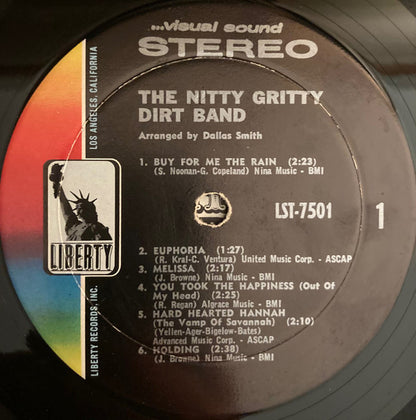 ...visual sound
STEREO
THE NITTY GRITTY
DIRT BAND
Arranged by Dallas Smith
1. BUY FOR ME THE RAIN (2:23)
(S. Noonan-G. Copeland) Nina Music - BMI
LST-7501
1
2. EUPHORIA (1:27)
(R. Kral-C. Ventura) United Music Corp. - ASCAP
3. MELISSA (2:17)
(J. Browne) Nina Music - BMI
4. YOU TOOK THE HAPPINESS (Out Of
My Head) (2:25)
(R. Regan) Algrace Music - BMI
5. HARD HEARTED HANNAH
(The Vamp Of Savannah) (2:10)
(Yellen-Ager-Bigelow-Bates)
Advanced Music Corp. - ASCAP
6. HOLDING (2:38)
(J. Browne) Nina Music - BMI
LIBERTY
LIBERTY RECORDS, INC.
LOS ANGELES, CALIFORNIA